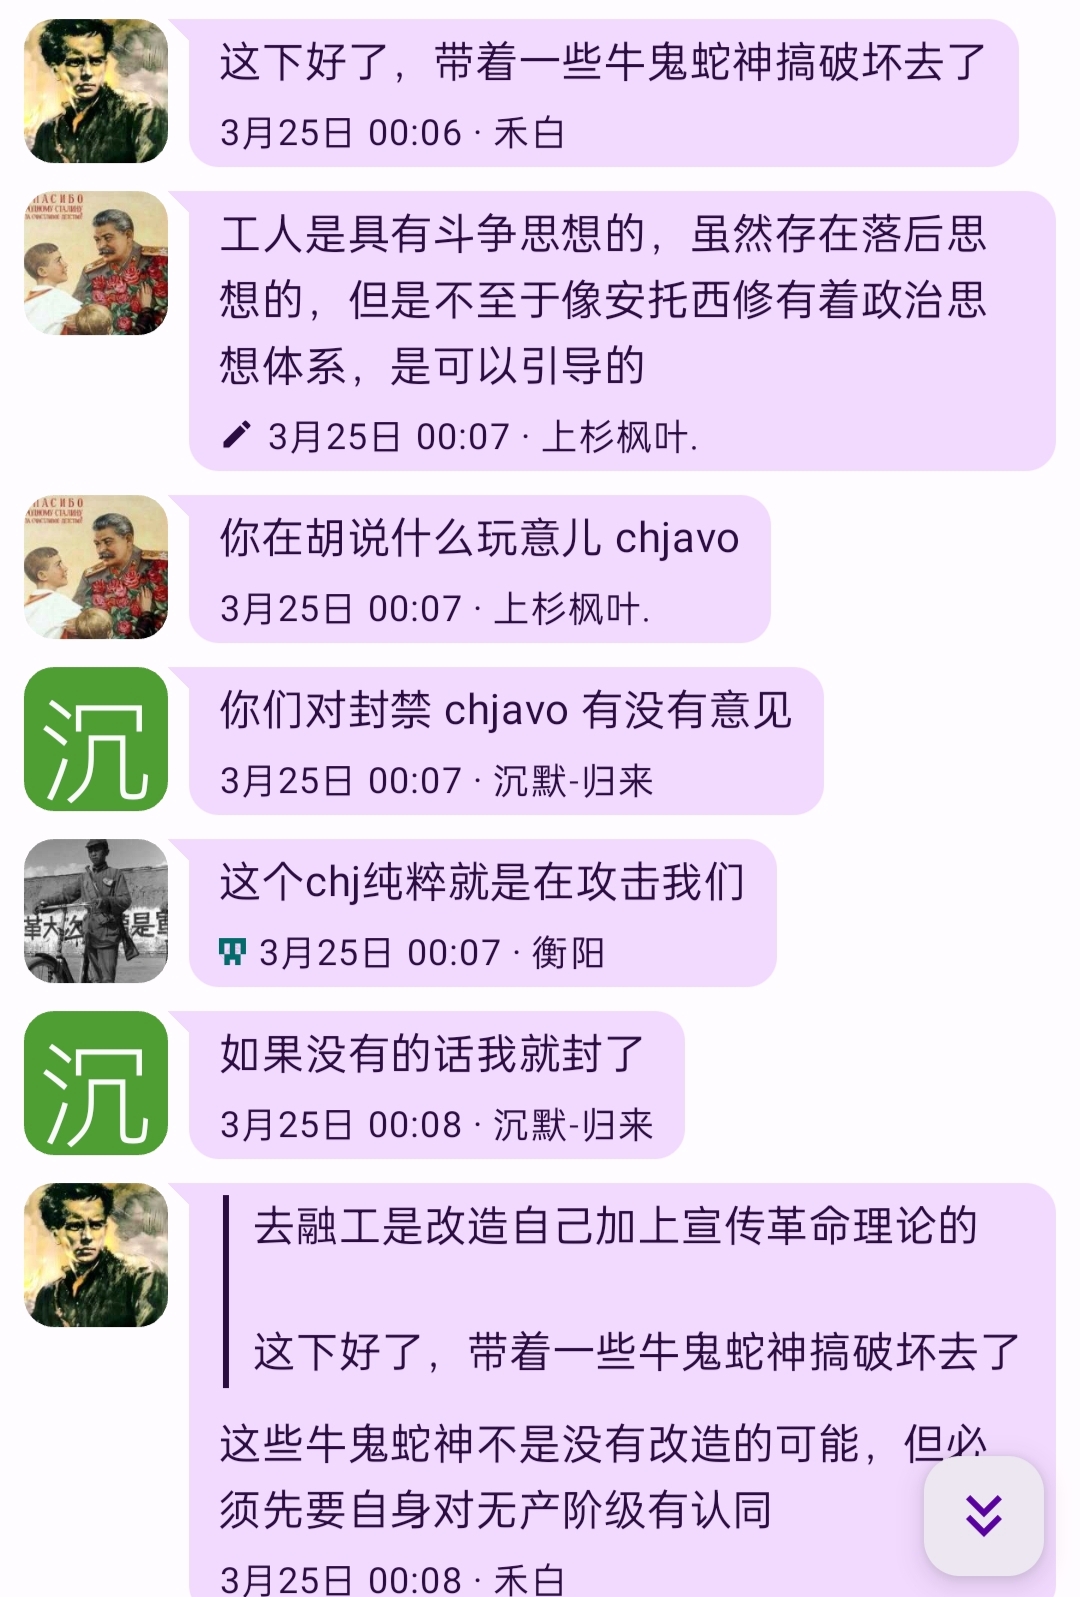 这下好了，带着一些牛鬼蛇神搞破坏去了
3月25日 00:06 · 禾白
工人是具有斗争思想的，虽然存在落后思
想的，但是不至于像安托西修有着政治思
想体系，是可以引导的
3月25日 00:07 · 上杉枫叶.
你在胡说什么玩意儿 chjavo
3月25日 00:07 · 上杉枫叶.
沉
你们对封禁 chjavo 有没有意见
3月25日 00:07 · 沉默-归来
这个chj纯粹就是在攻击我们
3月25日 00:07 · 衡阳
沉
如果没有的话我就封了
3月25日 00:08 · 沉默-归来
去融工是改造自己加上宣传革命理论的
这下好了，带着一些牛鬼蛇神搞破坏去了
这些牛鬼蛇神不是没有改造的可能，但必
须先要自身对无产阶级有认同
3月25日 00:08 · 禾白